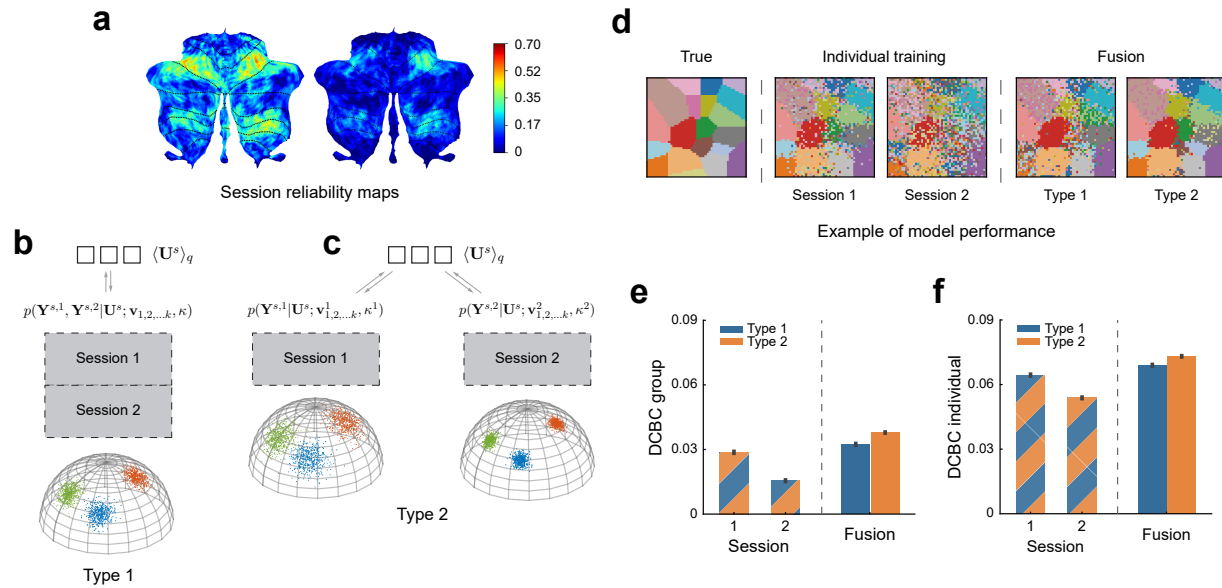 a
0.70
0.52
0.35
0.17
0
Session reliability maps
b
⟨U^s⟩_q
p(Y^{s,1}, Y^{s,2}|U^s; v_{1,2,...k}, κ)
Session 1
Session 2
Type 1
c
⟨U^s⟩_q
p(Y^{s,1}|U^s; v^1_{1,2,...k}, κ^1)
p(Y^{s,2}|U^s; v^2_{1,2,...k}, κ^2)
Session 1
Session 2
Type 2
d
True
Individual training
Fusion
Session 1
Session 2
Type 1
Type 2
Example of model performance
e
DCBC group
0.09
0.06
0.03
0
Type 1
Type 2
1
2
Session
Fusion
f
DCBC individual
0.09
0.06
0.03
0
Type 1
Type 2
1
2
Session
Fusion